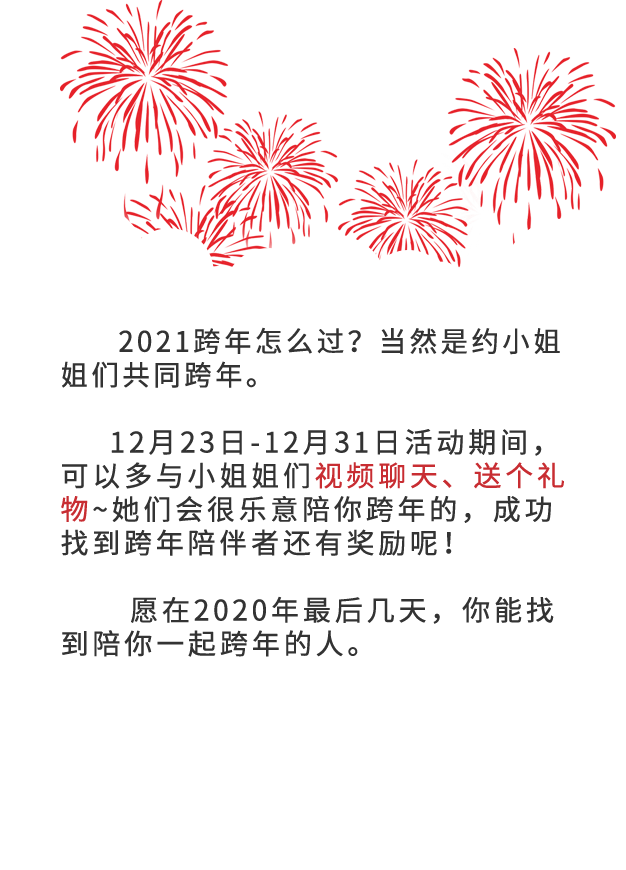 2021跨年怎么过？当然是约小姐
姐们共同跨年。
12月23日-12月31日活动期间，
可以多与小姐姐们视频聊天、送个礼
物~她们会很乐意陪你跨年的，成功
找到跨年陪伴者还有奖励呢！
愿在2020年最后几天，你能找
到陪你一起跨年的人。